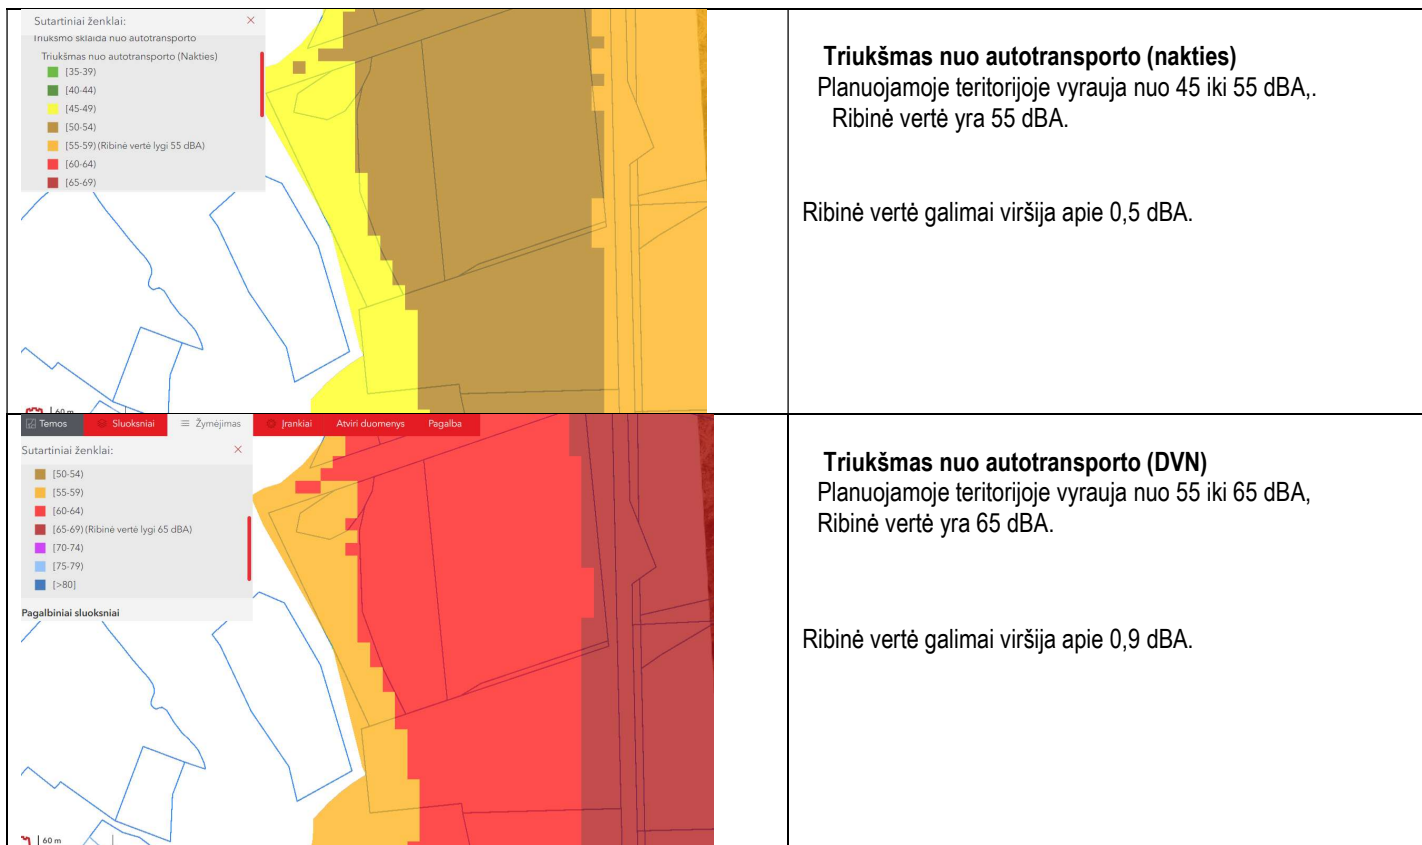 Sutartiniai ženklai:
Triukšmo sklaida nuo autotransporto
Triukšmas nuo autotransporto (Nakties)
[35-39)
[40-44)
[45-49)
[50-54)
[55-59) (Ribinė vertė lygi 55 dBA)
[60-64)
[65-69)
60 m
Triukšmas nuo autotransporto (nakties)
Planuojamoje teritorijoje vyrauja nuo 45 iki 55 dBA,.
Ribinė vertė yra 55 dBA.
Ribinė vertė galimai viršija apie 0,5 dBA.
Temos Sluoksniai Žymėjimas Įrankiai Atviri duomenys Pagalba
Sutartiniai ženklai:
[50-54)
[55-59)
[60-64)
[65-69) (Ribinė vertė lygi 65 dBA)
[70-74)
[75-79)
[>80]
Pagalbiniai sluoksniai
60 m
Triukšmas nuo autotransporto (DVN)
Planuojamoje teritorijoje vyrauja nuo 55 iki 65 dBA,
Ribinė vertė yra 65 dBA.
Ribinė vertė galimai viršija apie 0,9 dBA.